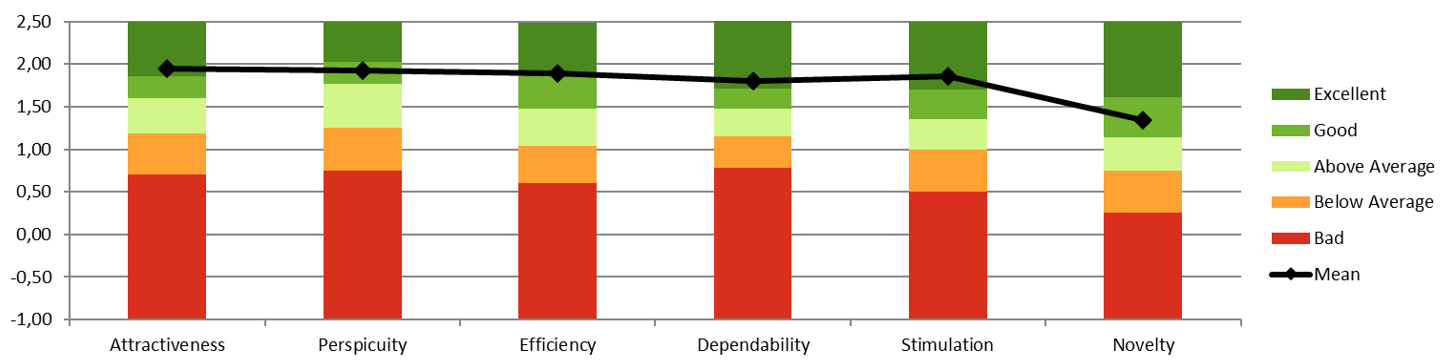 2,50
2,00
1,50
1,00
0,50
0,00
-0,50
-1,00
Attractiveness Perspicuity Efficiency Dependability Stimulation Novelty
Excellent
Good
Above Average
Below Average
Bad
Mean